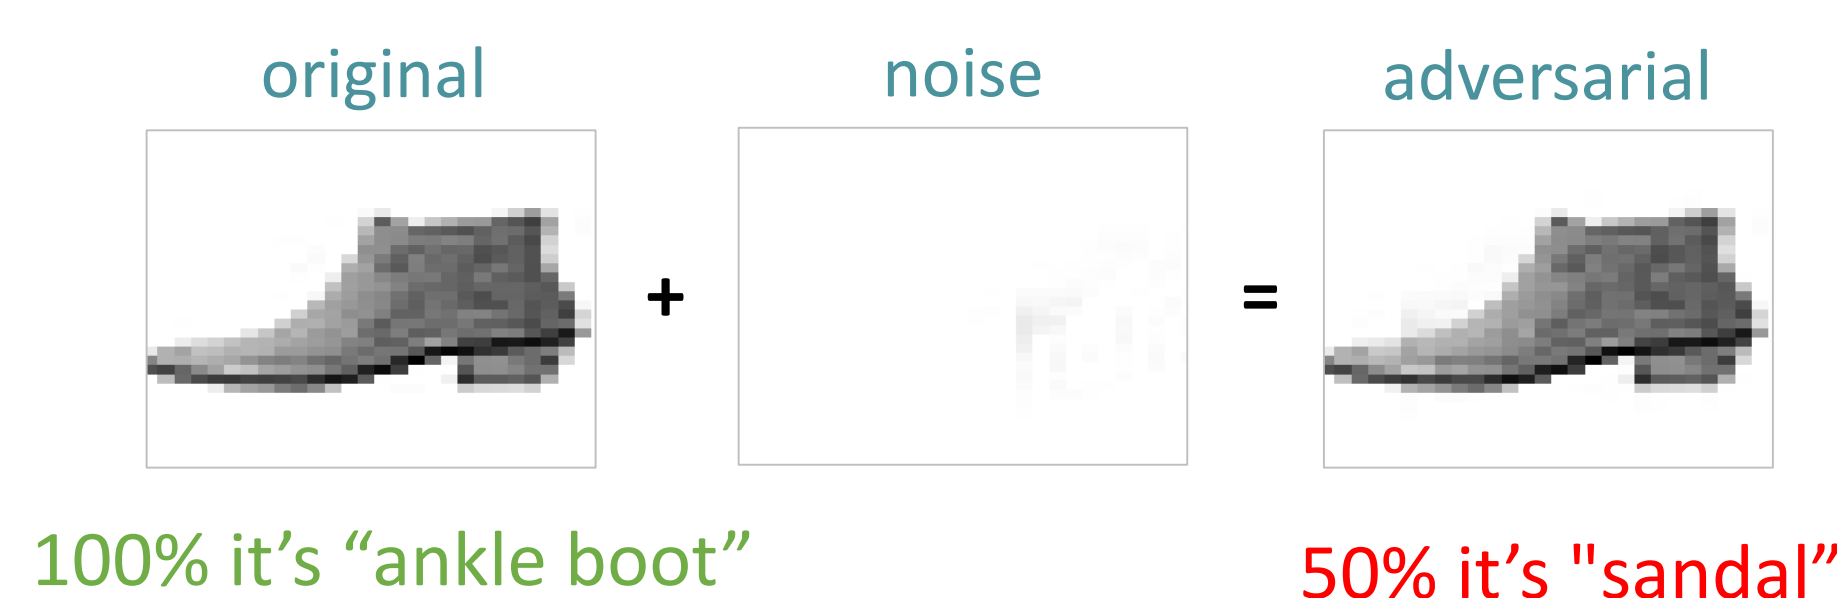 original noise adversarial
+ =
100% it’s “ankle boot”
50% it’s "sandal”